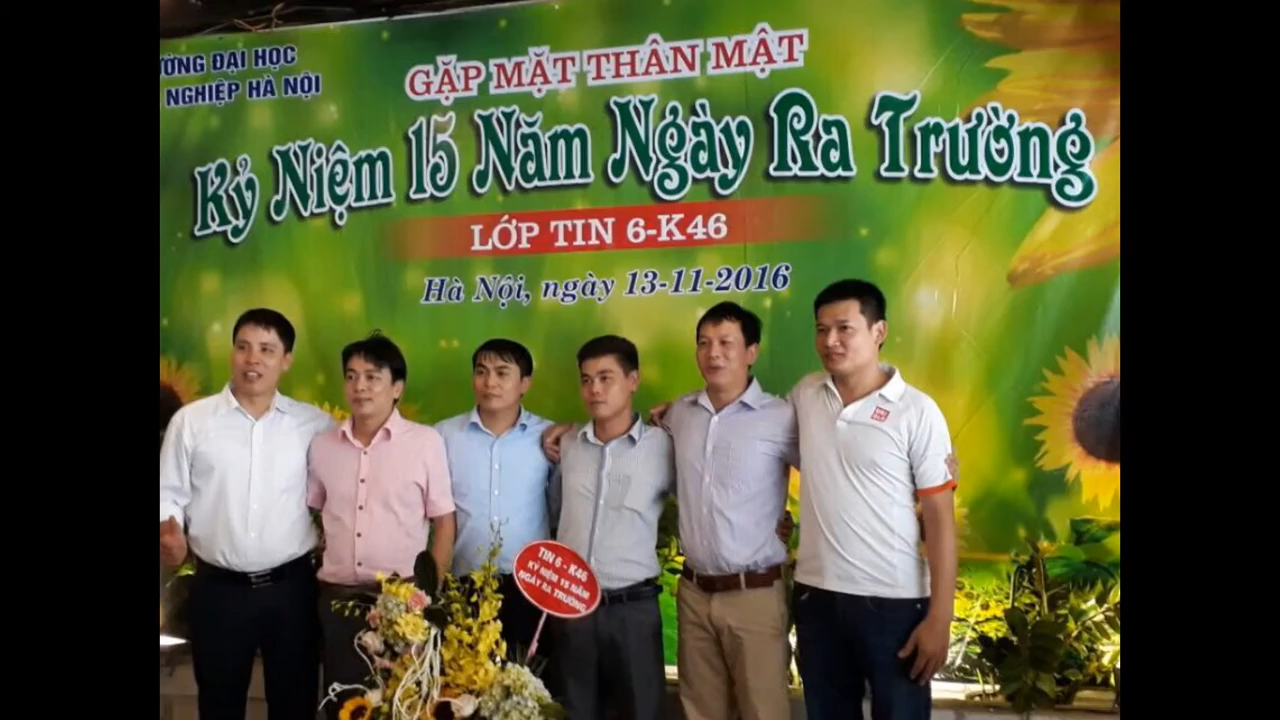 ƯỜNG ĐẠI HỌC
NGHIỆP HÀ NỘI
GẶP MẶT THÂN MẬT
Kỷ Niệm 15 Năm Ngày Ra Trường
LỚP TIN 6-K46
Hà Nội, ngày 13-11-2016
TIN 6 - K46
KỶ NIỆM 15 NĂM
NGÀY RA TRƯỜNG